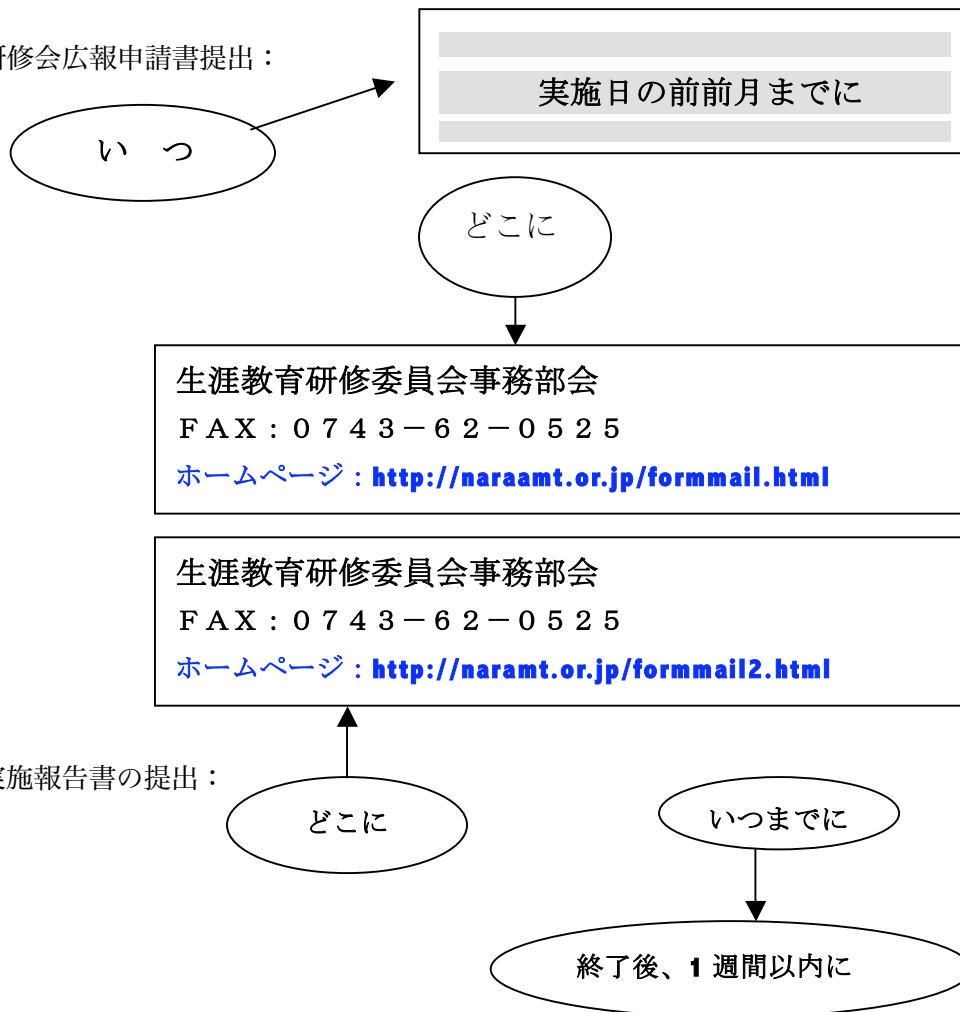 研修会広報申請書提出：
実施日の前前月までに
い　つ
どこに
生涯教育研修委員会事務部会
ＦＡＸ：０７４３－６２－０５２５
ホームページ：http://naraamt.or.jp/formmail.html
生涯教育研修委員会事務部会
ＦＡＸ：０７４３－６２－０５２５
ホームページ：http://naramt.or.jp/formmail2.html
実施報告書の提出：
どこに
いつまでに
終了後、1 週間以内に